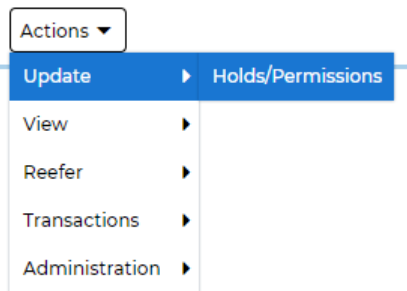 Actions
Update
Holds/Permissions
View
Reefer
Transactions
Administration